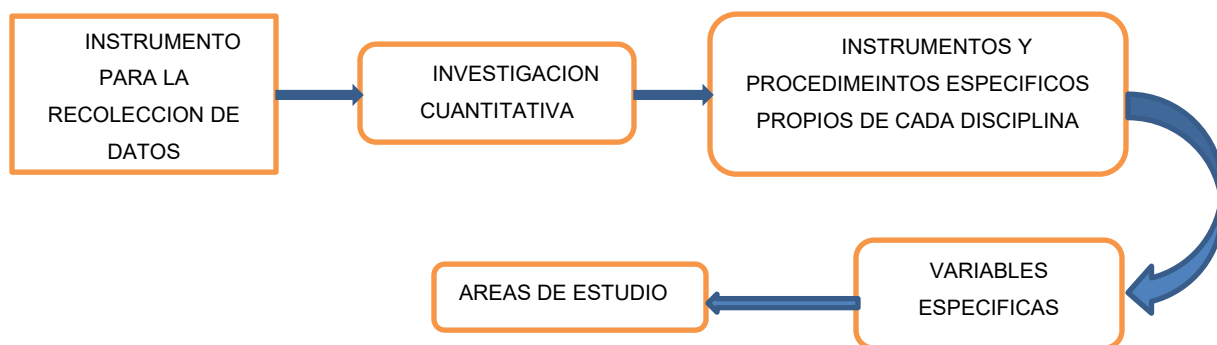 INSTRUMENTO
PARA LA
RECOLECCION DE
DATOS
INVESTIGACION
CUANTITATIVA
INSTRUMENTOS Y
PROCEDIMEINTOS ESPECIFICOS
PROPIOS DE CADA DISCIPLINA
VARIABLES
ESPECIFICAS
AREAS DE ESTUDIO